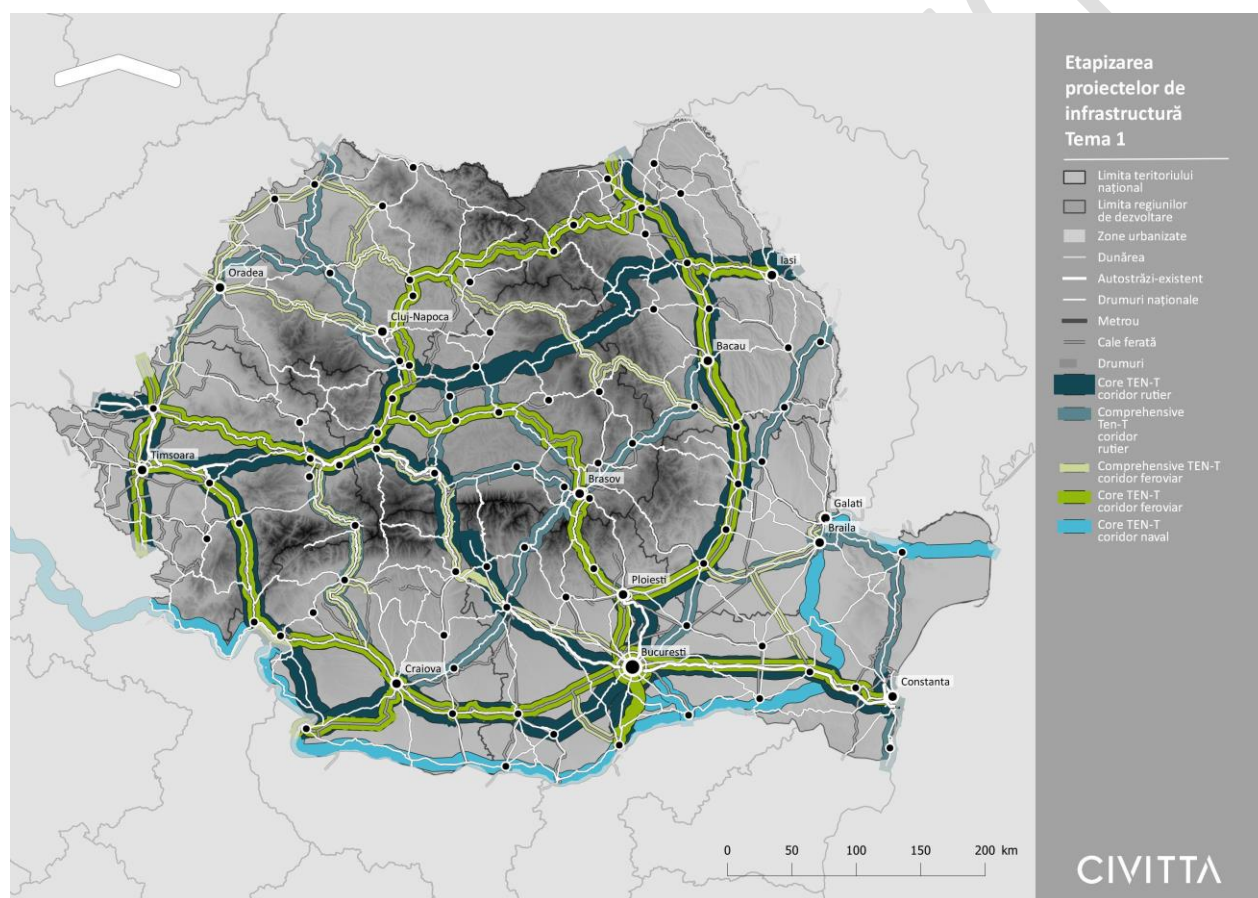 Etapizarea
proiectelor de
infrastructură
Tema 1
Limita teritoriului
național
Limita regiunilor
de dezvoltare
Zone urbanizate
Dunărea
Autostrăzi-existent
Drumuri naționale
Metrou
Cale ferată
Drumuri
Core TEN-T
coridor rutier
Comprehensive
Ten-T
coridor
rutier
Comprehensive TEN-T
coridor feroviar
Core TEN-T
coridor feroviar
Core TEN-T
coridor naval
Iasi
Oradea
Cluj-Napoca
Bacau
Timsoara
Brasov
Galati
Braila
Ploiesti
Bucuresti
Craiova
Constanta
0 50 100 150 200 km
CIVITTA